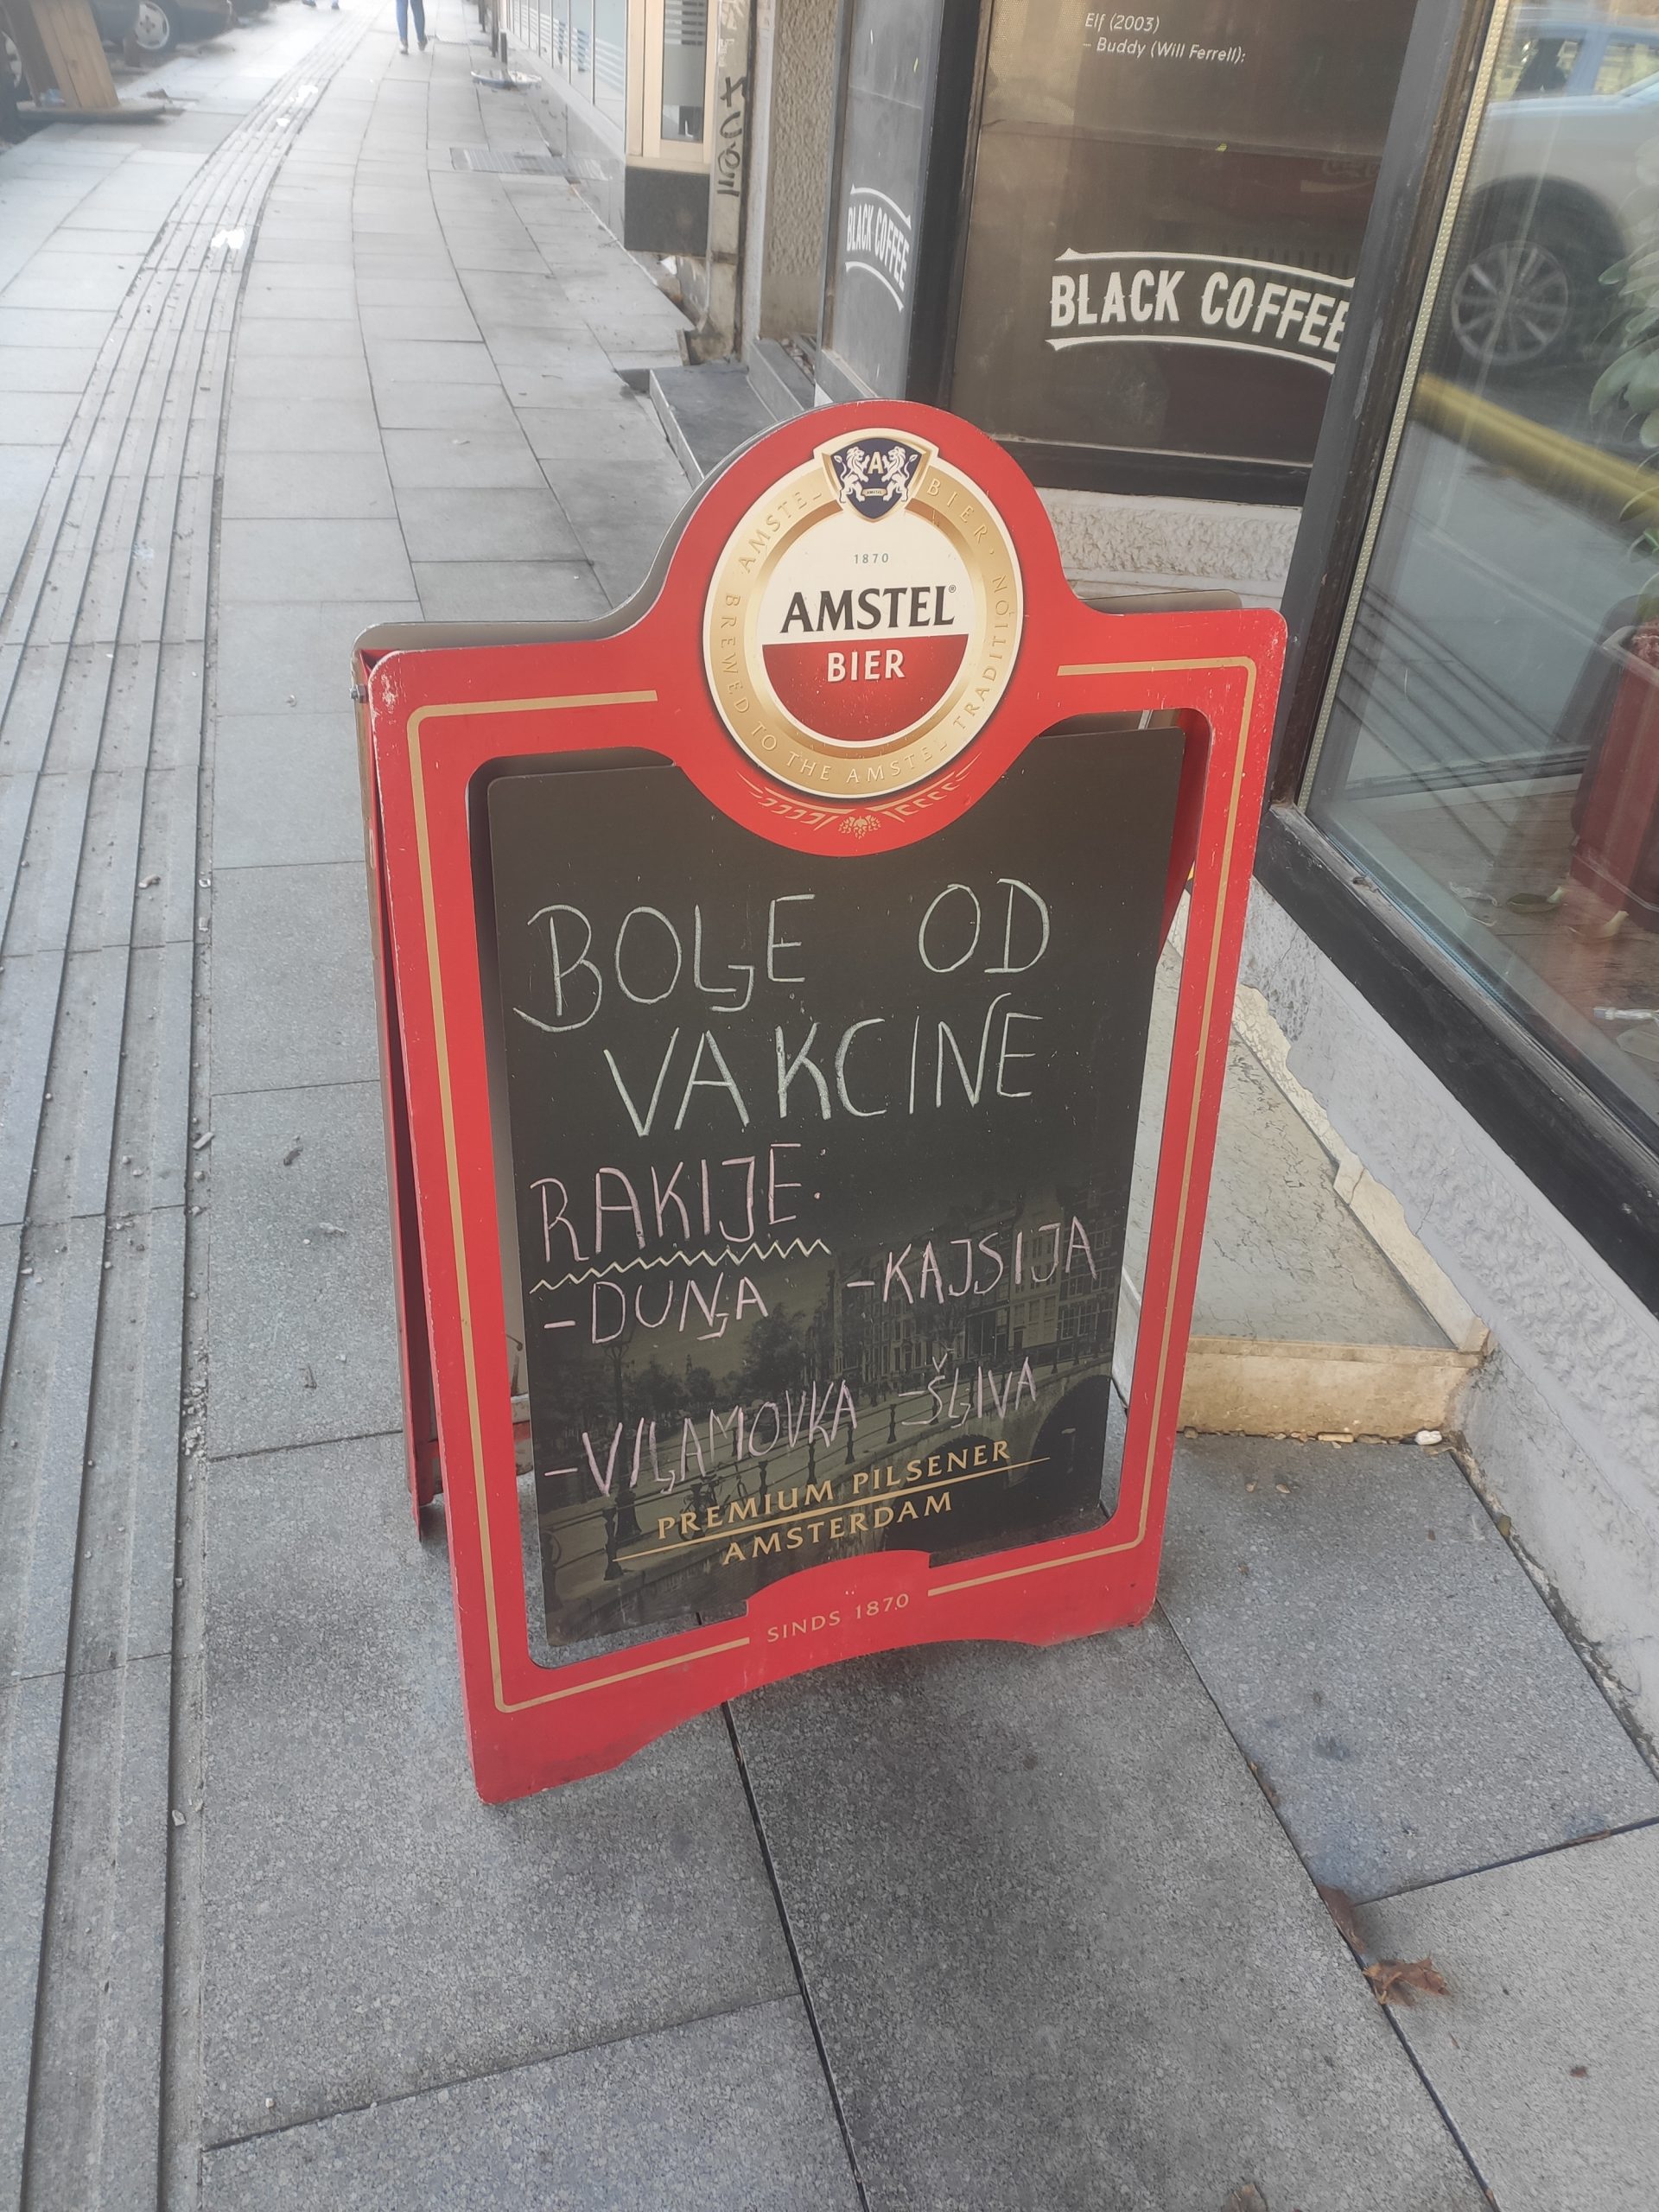 Elf (2003)
– Buddy (Will Ferrell):
BLACK COFFEE
BLACK COFFEE
A
AMSTEL BIER · BREWED TO THE AMSTEL TRADITION
1870
AMSTEL®
BIER
BOLJE OD
VAKCINE
RAKIJE:
-DUNJA -KAJSIJA
-VILJAMOVKA -ŠLJIVA
PREMIUM PILSENER
AMSTERDAM
SINDS 1870